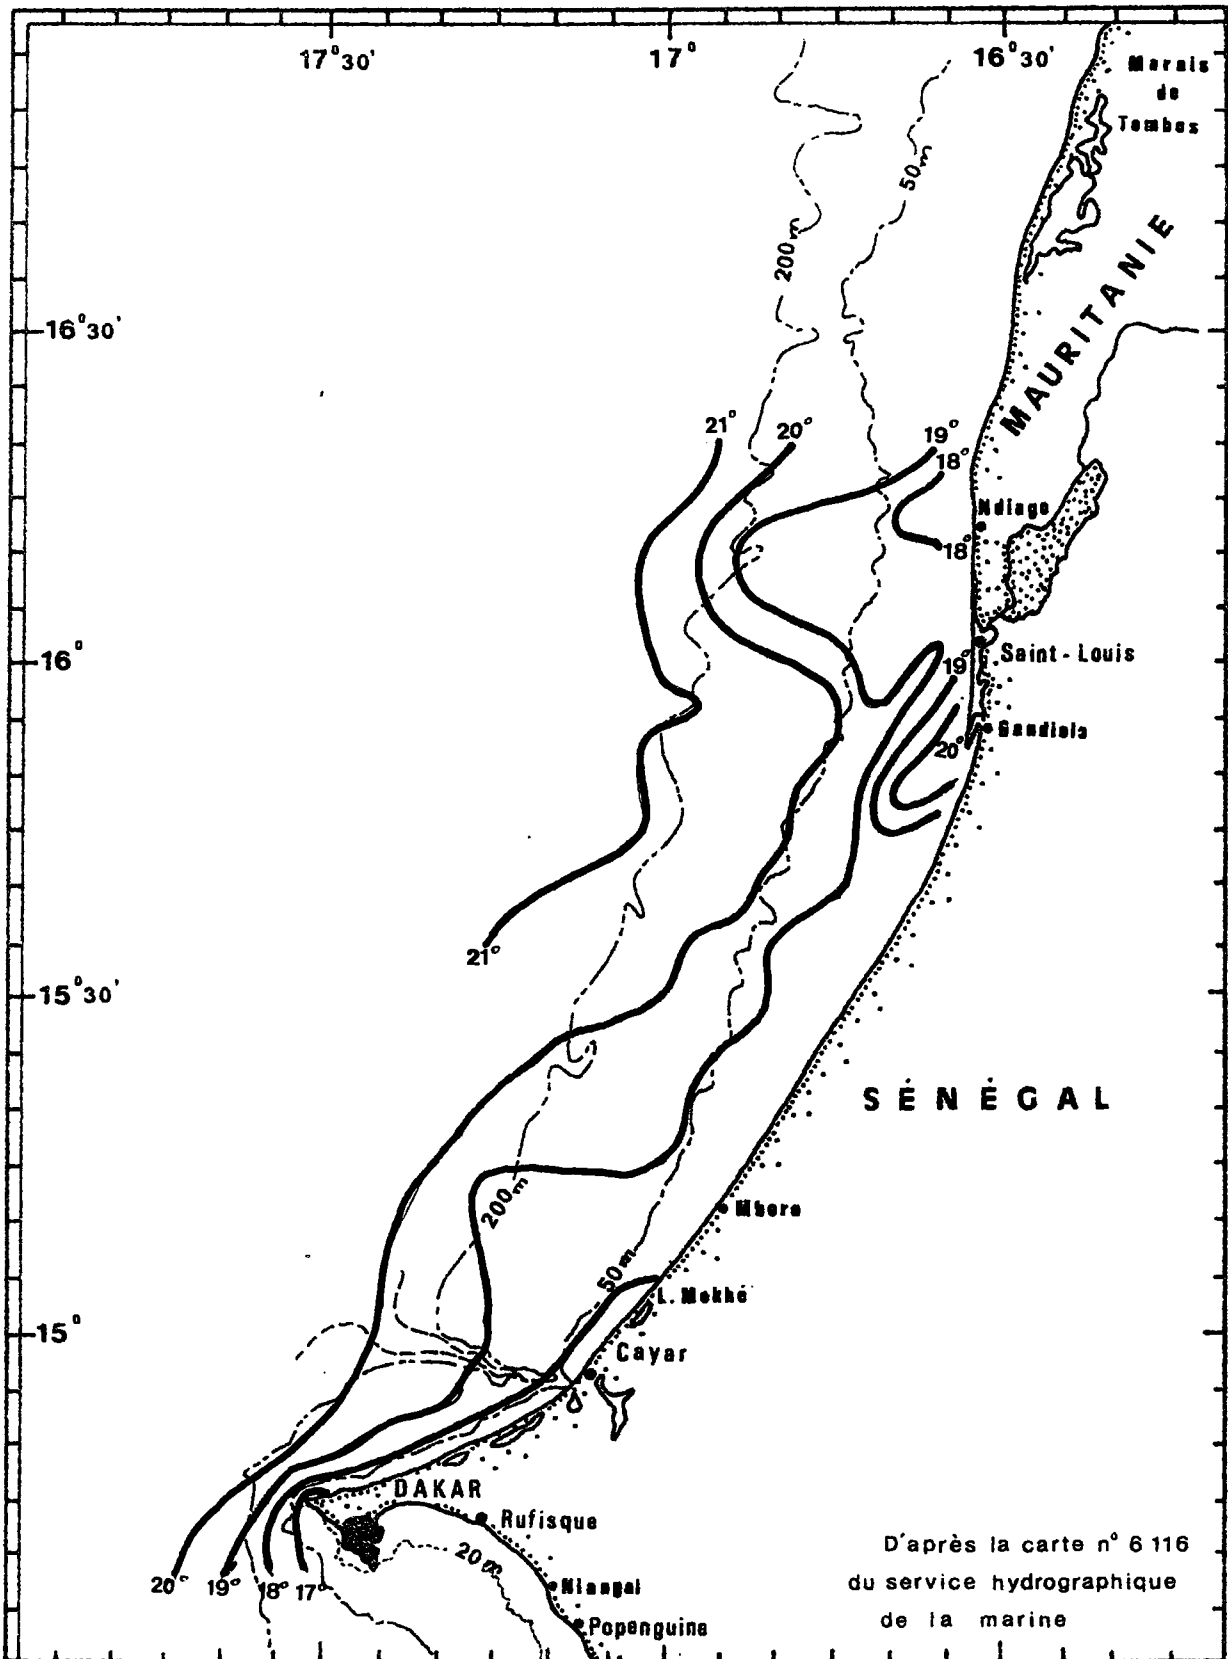 17°30'
17°
16°30'
Marais
de
Tombos
50m
200m
MAURITANIE
16°30'
21°
20°
19°
18°
Ndiago
18°
16°
Saint-Louis
19°
Gandiole
20°
21°
15°30'
SÉNÉGAL
200m
Mboro
50m
L. Mekhé
15°
Cayar
DAKAR
Rufisque
20m
20°
19°
18°
17°
Niangal
Popenguine
D'après la carte n° 6 116
du service hydrographique
de la marine